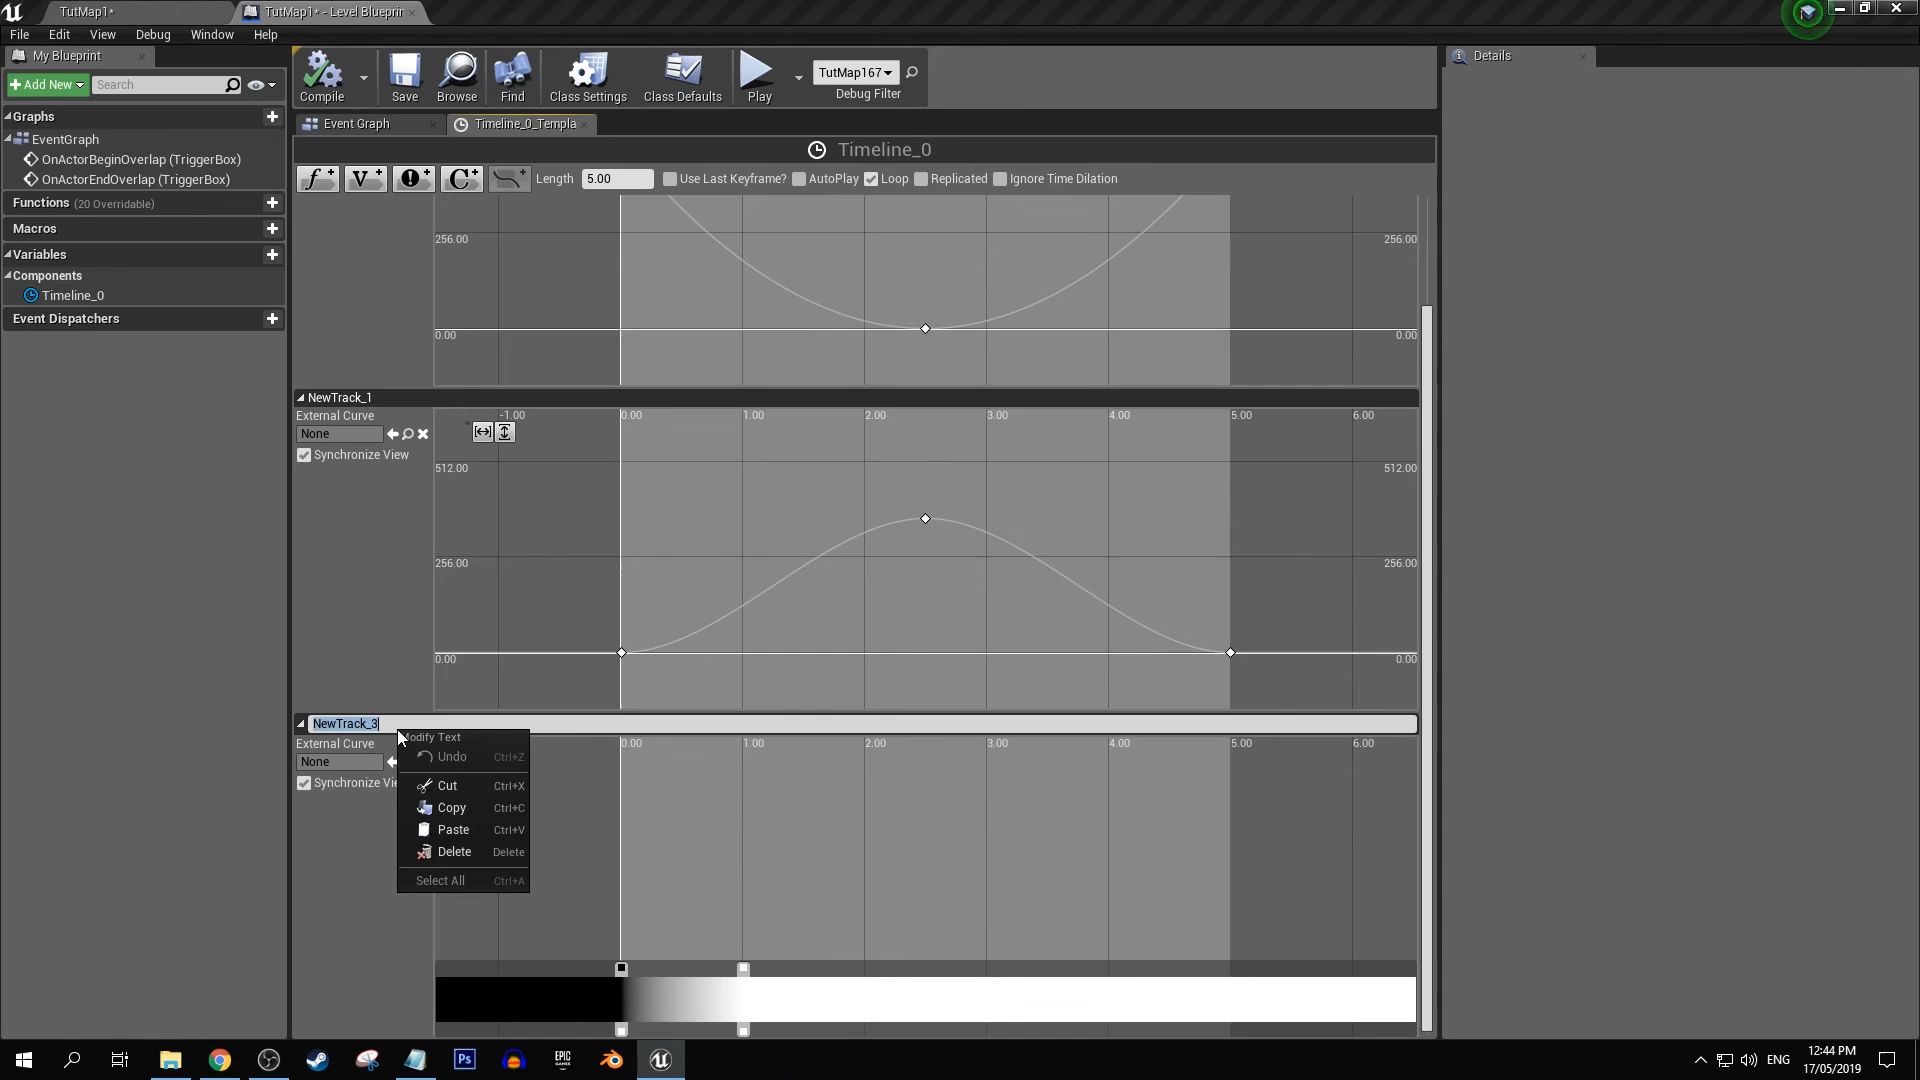 TutMap1*
TutMap1* - Level Blueprin
File Edit View Debug Window Help
My Blueprint
Add New
Search
Graphs
EventGraph
OnActorBeginOverlap (TriggerBox)
OnActorEndOverlap (TriggerBox)
Functions (20 Overridable)
Macros
Variables
Components
Timeline_0
Event Dispatchers
Compile
Save
Browse
Find
Class Settings
Class Defaults
Play
TutMap167
Debug Filter
Event Graph
Timeline_0_Templa
Timeline_0
Length 5.00 Use Last Keyframe? AutoPlay Loop Replicated Ignore Time Dilation
256.00 256.00
0.00 0.00
NewTrack_1
External Curve
None
Synchronize View
-1.00 0.00 1.00 2.00 3.00 4.00 5.00 6.00
512.00 512.00
256.00 256.00
0.00 0.00
NewTrack_3
External Curve
None
Synchronize Vie
0.00 1.00 2.00 3.00 4.00 5.00 6.00
Modify Text
Undo Ctrl+Z
Cut Ctrl+X
Copy Ctrl+C
Paste Ctrl+V
Delete Delete
Select All Ctrl+A
Details
Ps
EPIC GAMES
ENG
12:44 PM
17/05/2019